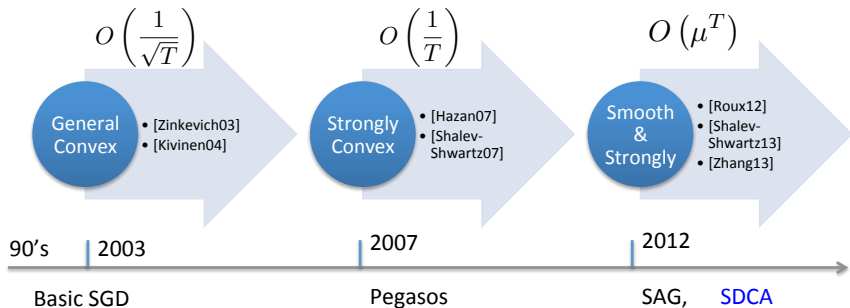 O(1/√T)
O(1/T)
O(μ^T)
General
Convex
• [Zinkevich03]
• [Kivinen04]
Strongly
Convex
• [Hazan07]
• [Shalev-
Shwartz07]
Smooth
&
Strongly
• [Roux12]
• [Shalev-
Shwartz13]
• [Zhang13]
90's
2003
2007
2012
Basic SGD
Pegasos
SAG, SDCA